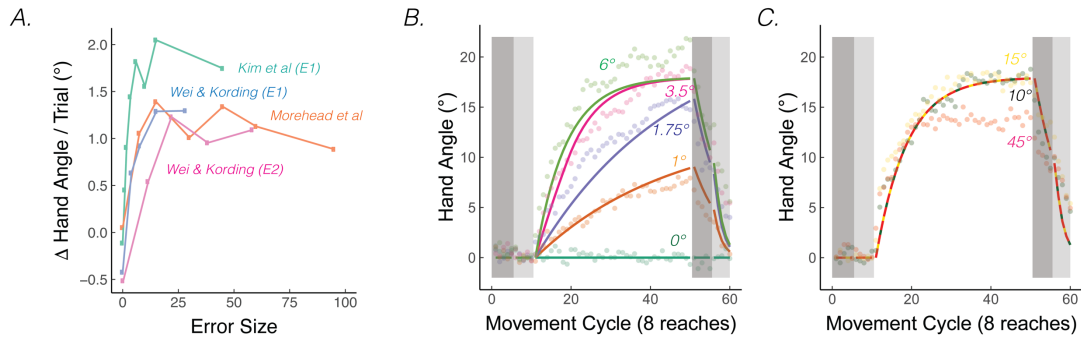 A.
Δ Hand Angle / Trial (°)
2.0
1.5
1.0
0.5
0.0
−0.5
Kim et al (E1)
Wei & Kording (E1)
Morehead et al
Wei & Kording (E2)
0 25 50 75 100
Error Size
B.
Hand Angle (°)
20
15
10
5
0
6°
3.5°
1.75°
1°
0°
0 20 40 60
Movement Cycle (8 reaches)
C.
Hand Angle (°)
20
15
10
5
0
15°
10°
45°
0 20 40 60
Movement Cycle (8 reaches)